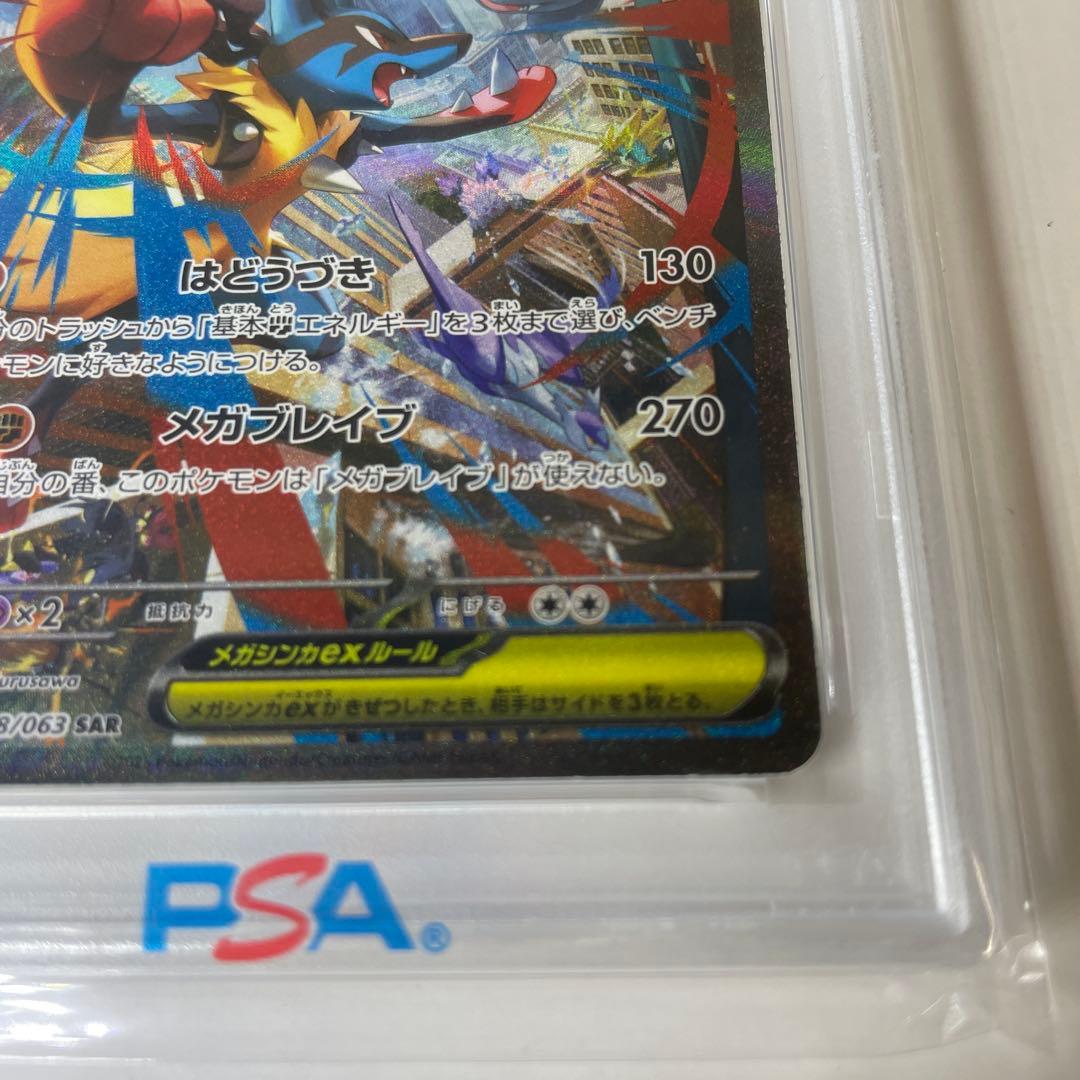 はどうづき 130
のトラッシュから「基本エネルギー」を3枚まで選び、ベンチ
モンに好きなようにつける。
メガブレイブ 270
自分の番、このポケモンは「メガブレイブ」が使えない。
×2 抵抗力 にげる
メガシンカexルール
urusawa
メガシンカexがきぜつしたとき、相手はサイドを3枚とる。
/063 SAR
PSA®